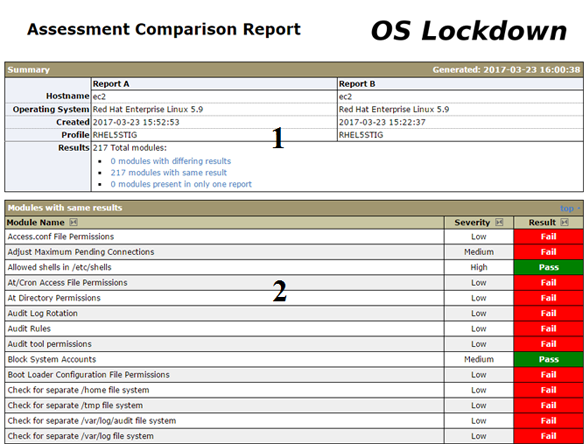 Assessment Comparison Report
OS Lockdown
Summary Generated: 2017-03-23 16:00:38
Report A Report B
Hostname ec2 ec2
Operating System Red Hat Enterprise Linux 5.9 Red Hat Enterprise Linux 5.9
Created 2017-03-23 15:52:53 2017-03-23 15:22:37
Profile RHEL5STIG RHEL5STIG
1
Results 217 Total modules:
0 modules with differing results
217 modules with same result
0 modules present in only one report
Modules with same results top
Module Name Severity Result
Access.conf File Permissions Low Fail
Adjust Maximum Pending Connections Medium Fail
Allowed shells in /etc/shells High Pass
At/Cron Access File Permissions Low Fail
2
At Directory Permissions Low Fail
Audit Log Rotation Low Fail
Audit Rules Low Fail
Audit tool permissions Low Fail
Block System Accounts Medium Pass
Boot Loader Configuration File Permissions Low Fail
Check for separate /home file system Low Fail
Check for separate /tmp file system Low Fail
Check for separate /var/log/audit file system Low Fail
Check for separate /var/log file system Low Fail